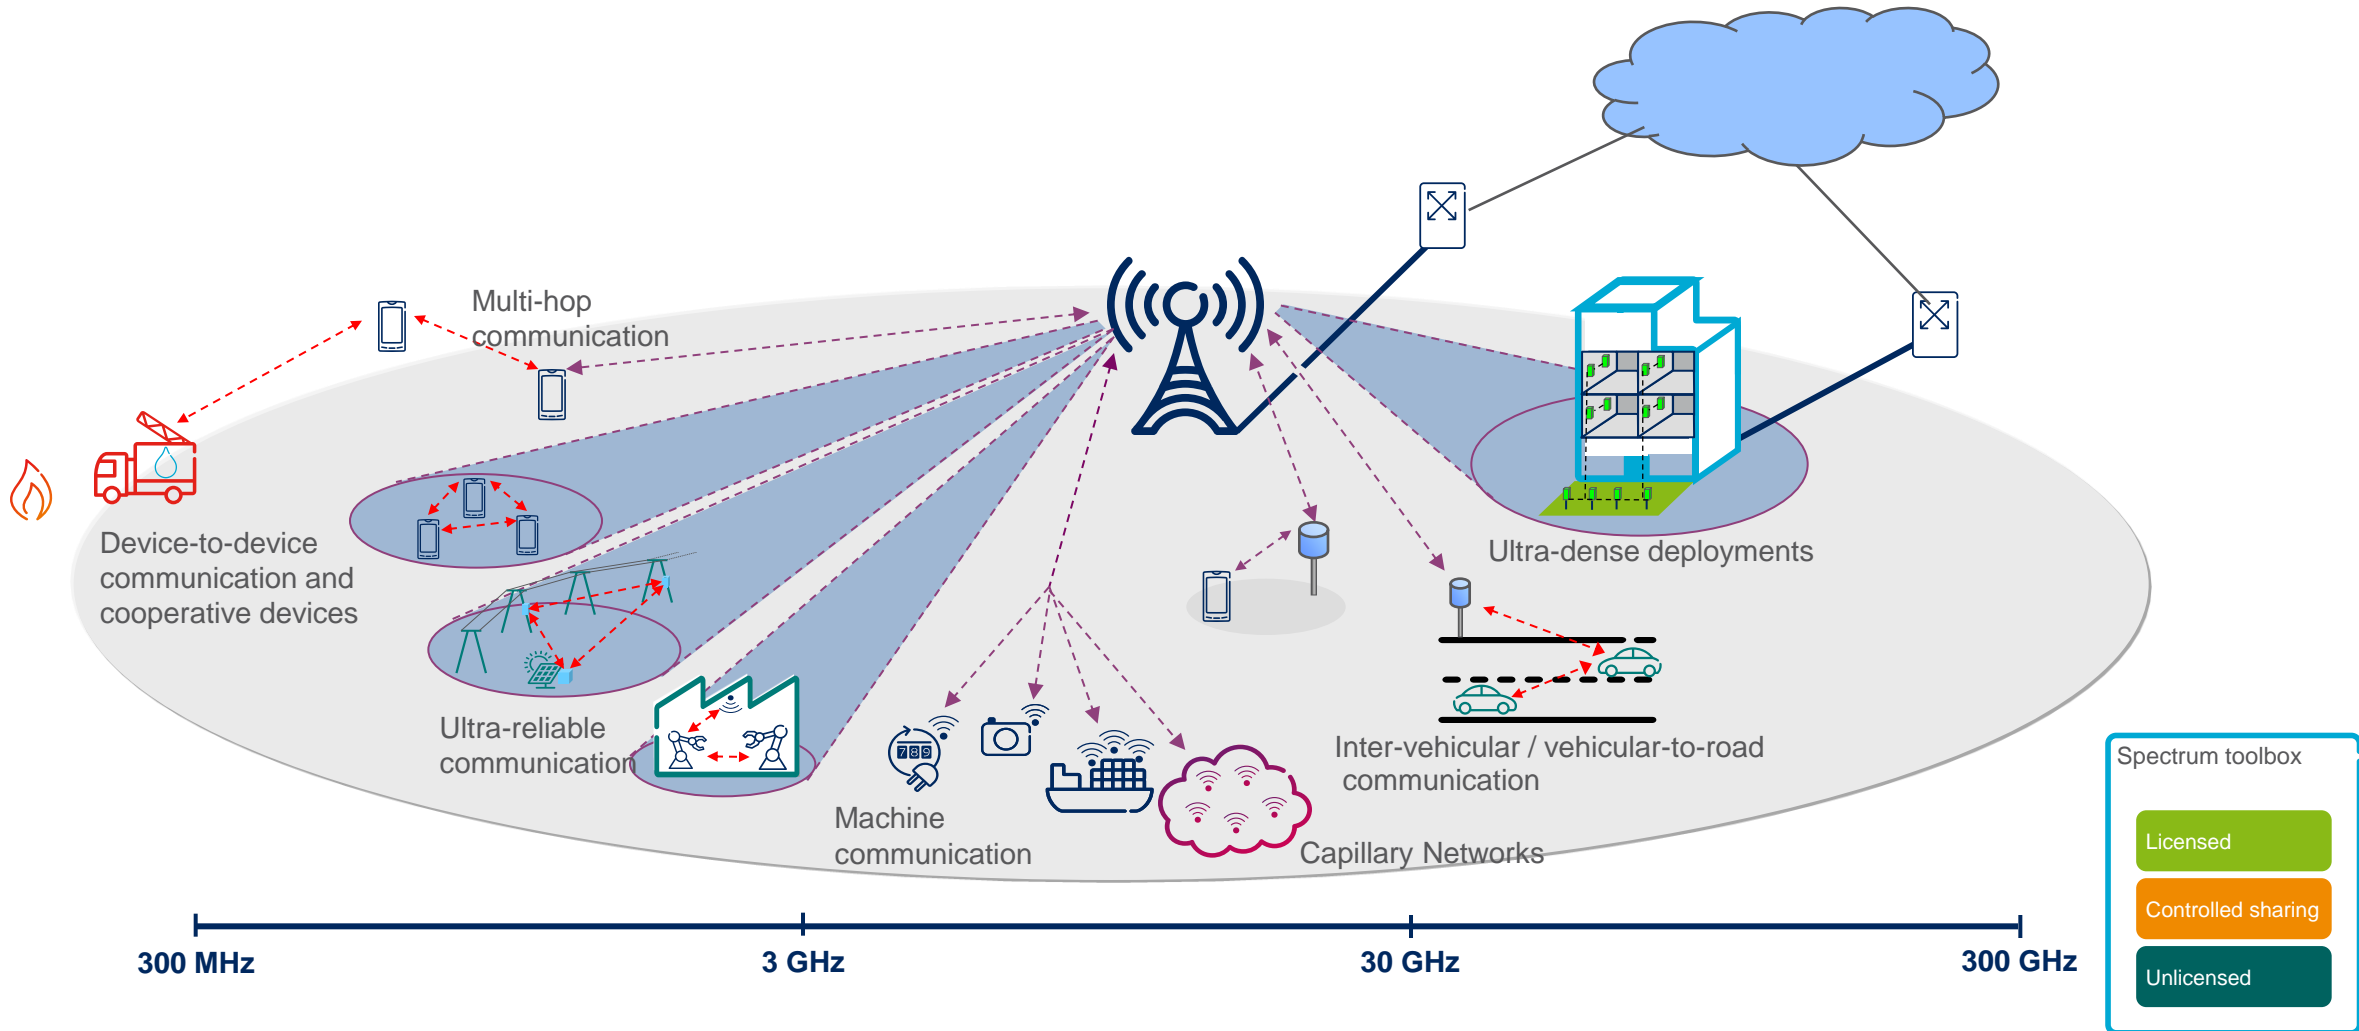 Multi-hop
communication
Device-to-device
communication and
cooperative devices
Ultra-dense deployments
Ultra-reliable
communication
789
Inter-vehicular / vehicular-to-road
communication
Machine
communication
Capillary Networks
Spectrum toolbox
Licensed
Controlled sharing
Unlicensed
300 MHz
3 GHz
30 GHz
300 GHz